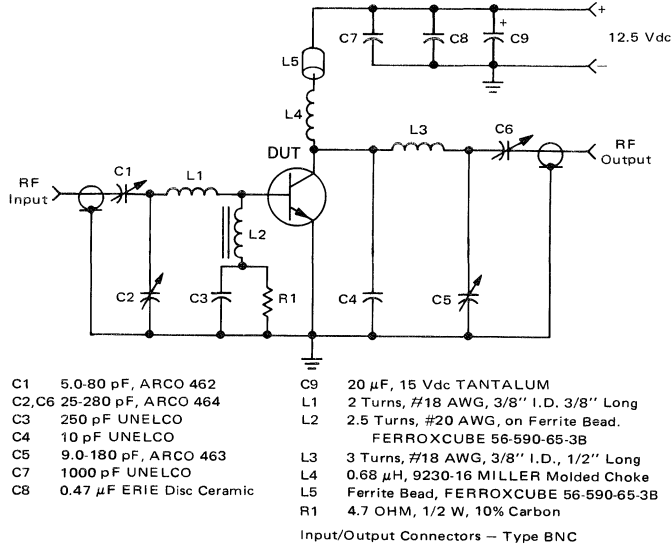 +
C7
C8
+
C9
12.5 Vdc
L5
–
L4
L3
C6
RF
Output
DUT
C1
L1
RF
Input
L2
C2
C3
R1
C4
C5
C1 5.0-80 pF, ARCO 462
C2,C6 25-280 pF, ARCO 464
C3 250 pF UNELCO
C4 10 pF UNELCO
C5 9.0-180 pF, ARCO 463
C7 1000 pF UNELCO
C8 0.47 μF ERIE Disc Ceramic
C9 20 μF, 15 Vdc TANTALUM
L1 2 Turns, #18 AWG, 3/8'' I.D. 3/8'' Long
L2 2.5 Turns, #20 AWG, on Ferrite Bead.
FERROXCUBE 56-590-65-3B
L3 3 Turns, #18 AWG, 3/8'' I.D., 1/2'' Long
L4 0.68 μH, 9230-16 MILLER Molded Choke
L5 Ferrite Bead, FERROXCUBE 56-590-65-3B
R1 4.7 OHM, 1/2 W, 10% Carbon
Input/Output Connectors — Type BNC